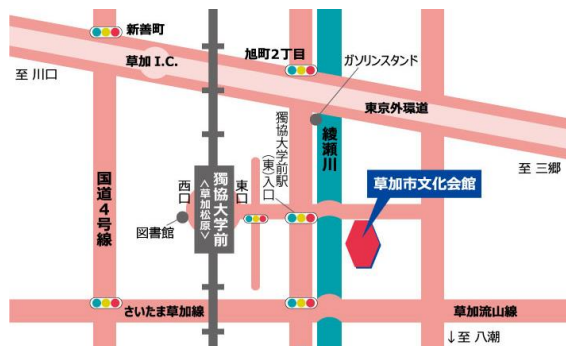 新善町
旭町2丁目
草加 I.C.
ガソリンスタンド
至 川口
東京外環道
至 三郷
綾瀬川
獨協大学前駅
（東）入口
国道4号線
西口
獨協大学前
＜草加松原＞
東口
図書館
草加市文化会館
さいたま草加線
草加流山線
↓至 八潮